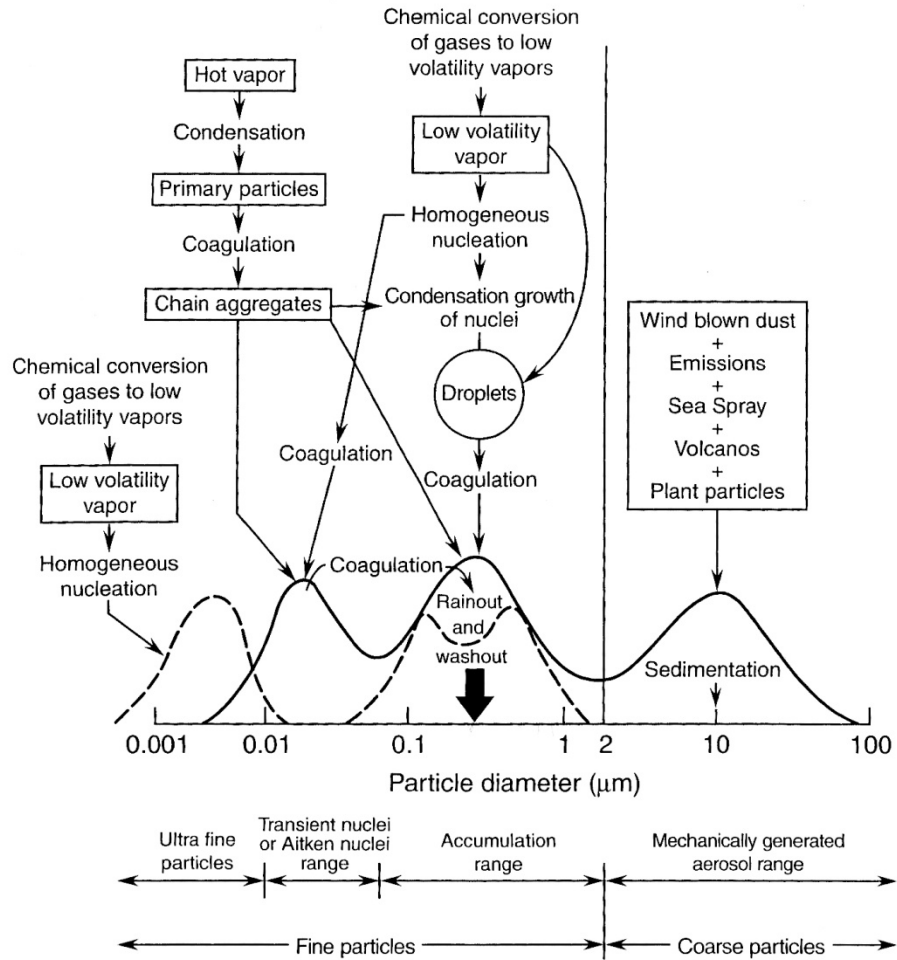 Chemical conversion
of gases to low
volatility vapors
Hot vapor
Condensation
Low volatility
vapor
Primary particles
Homogeneous
nucleation
Coagulation
Chain aggregates
Condensation growth
of nuclei
Wind blown dust
+
Emissions
+
Sea Spray
+
Volcanos
+
Plant particles
Chemical conversion
of gases to low
volatility vapors
Droplets
Coagulation
Coagulation
Low volatility
vapor
Homogeneous
nucleation
Coagulation
Rainout
and
washout
Sedimentation
0.001
0.01
0.1
1
2
10
100
Particle diameter (μm)
Ultra fine
particles
Transient nuclei
or Aitken nuclei
range
Accumulation
range
Mechanically generated
aerosol range
Fine particles
Coarse particles